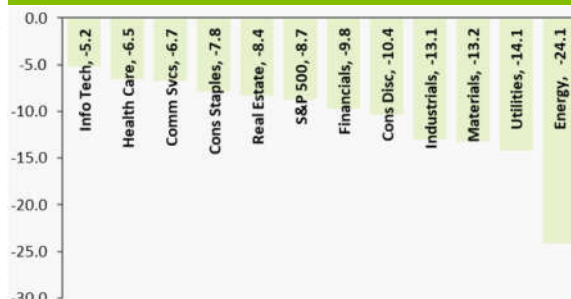 0.0
-5.0
-10.0
-15.0
-20.0
-25.0
-30.0
Info Tech, -5.2
Health Care, -6.5
Comm Svcs, -6.7
Cons Staples, -7.8
Real Estate, -8.4
S&P 500, -8.7
Financials, -9.8
Cons Disc, -10.4
Industrials, -13.1
Materials, -13.2
Utilities, -14.1
Energy, -24.1